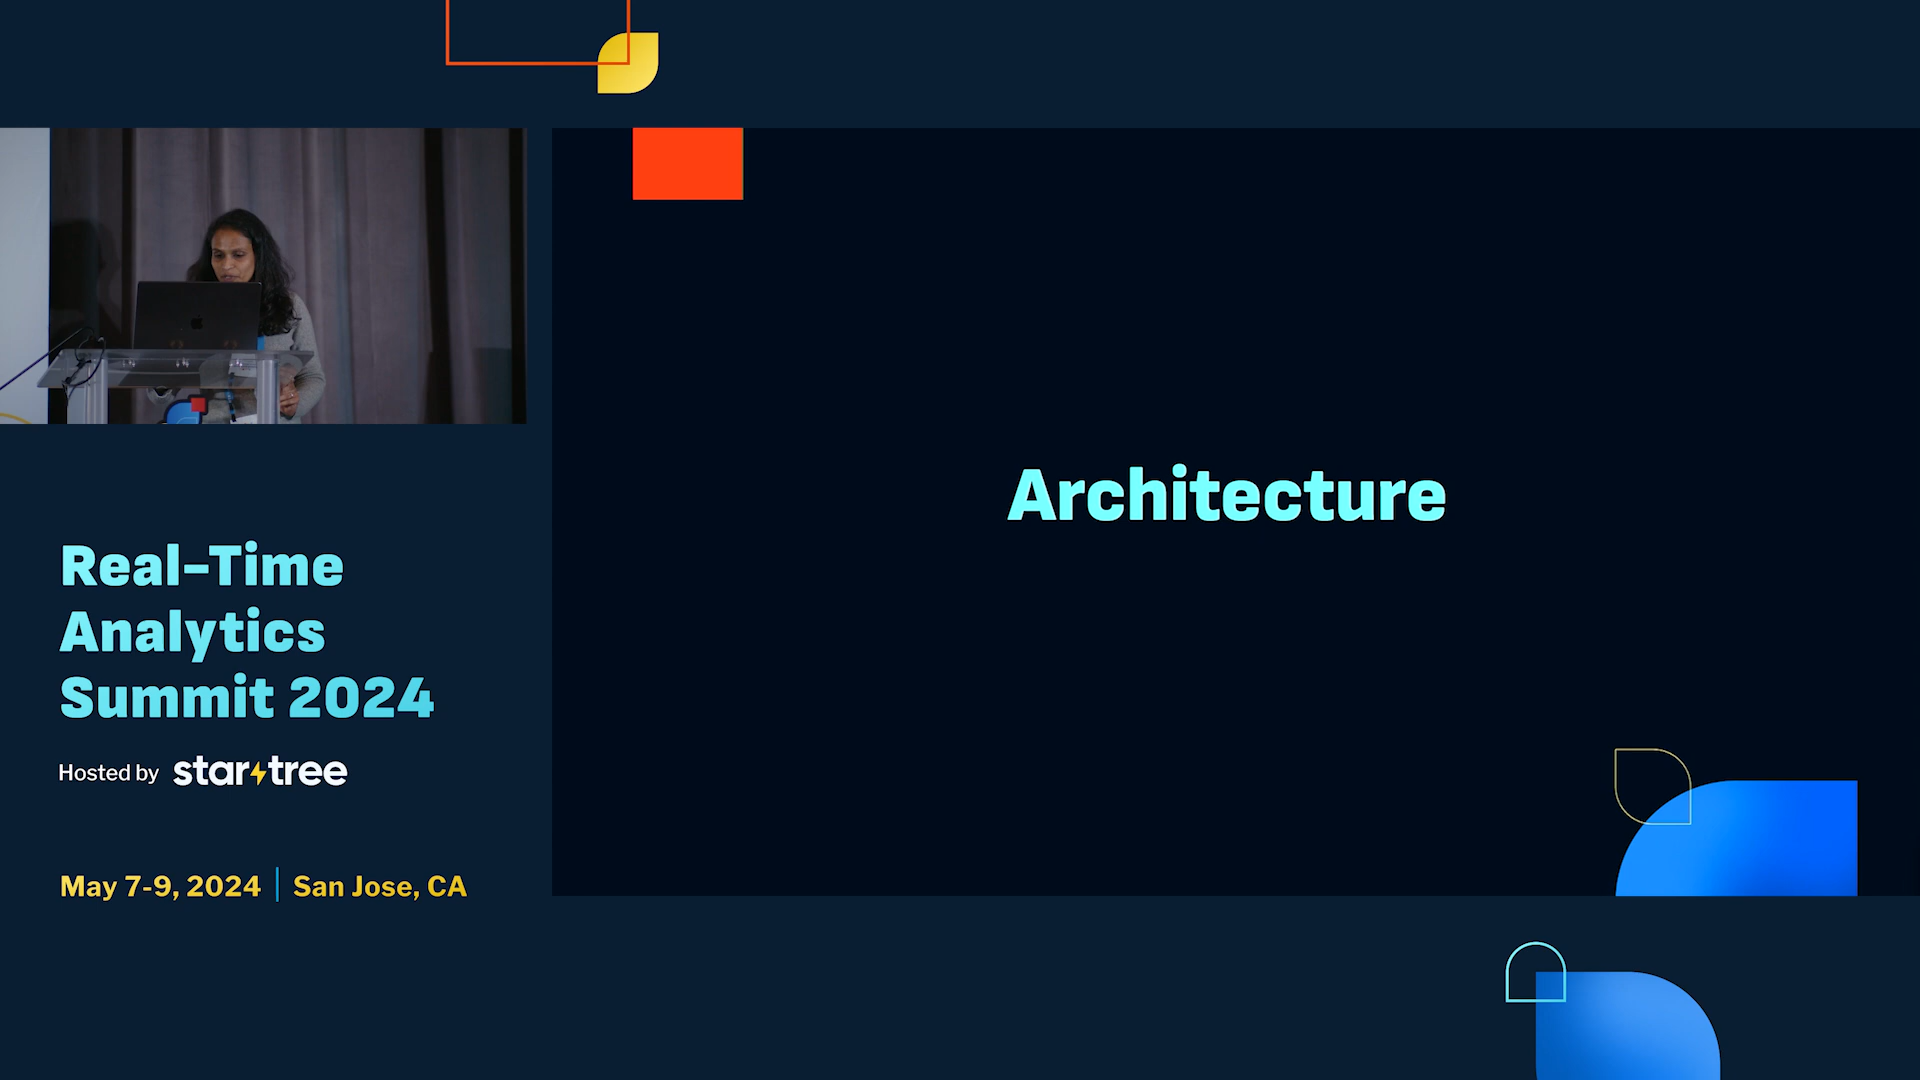 Architecture
Real-Time
Analytics
Summit 2024
Hosted by startree
May 7-9, 2024 | San Jose, CA